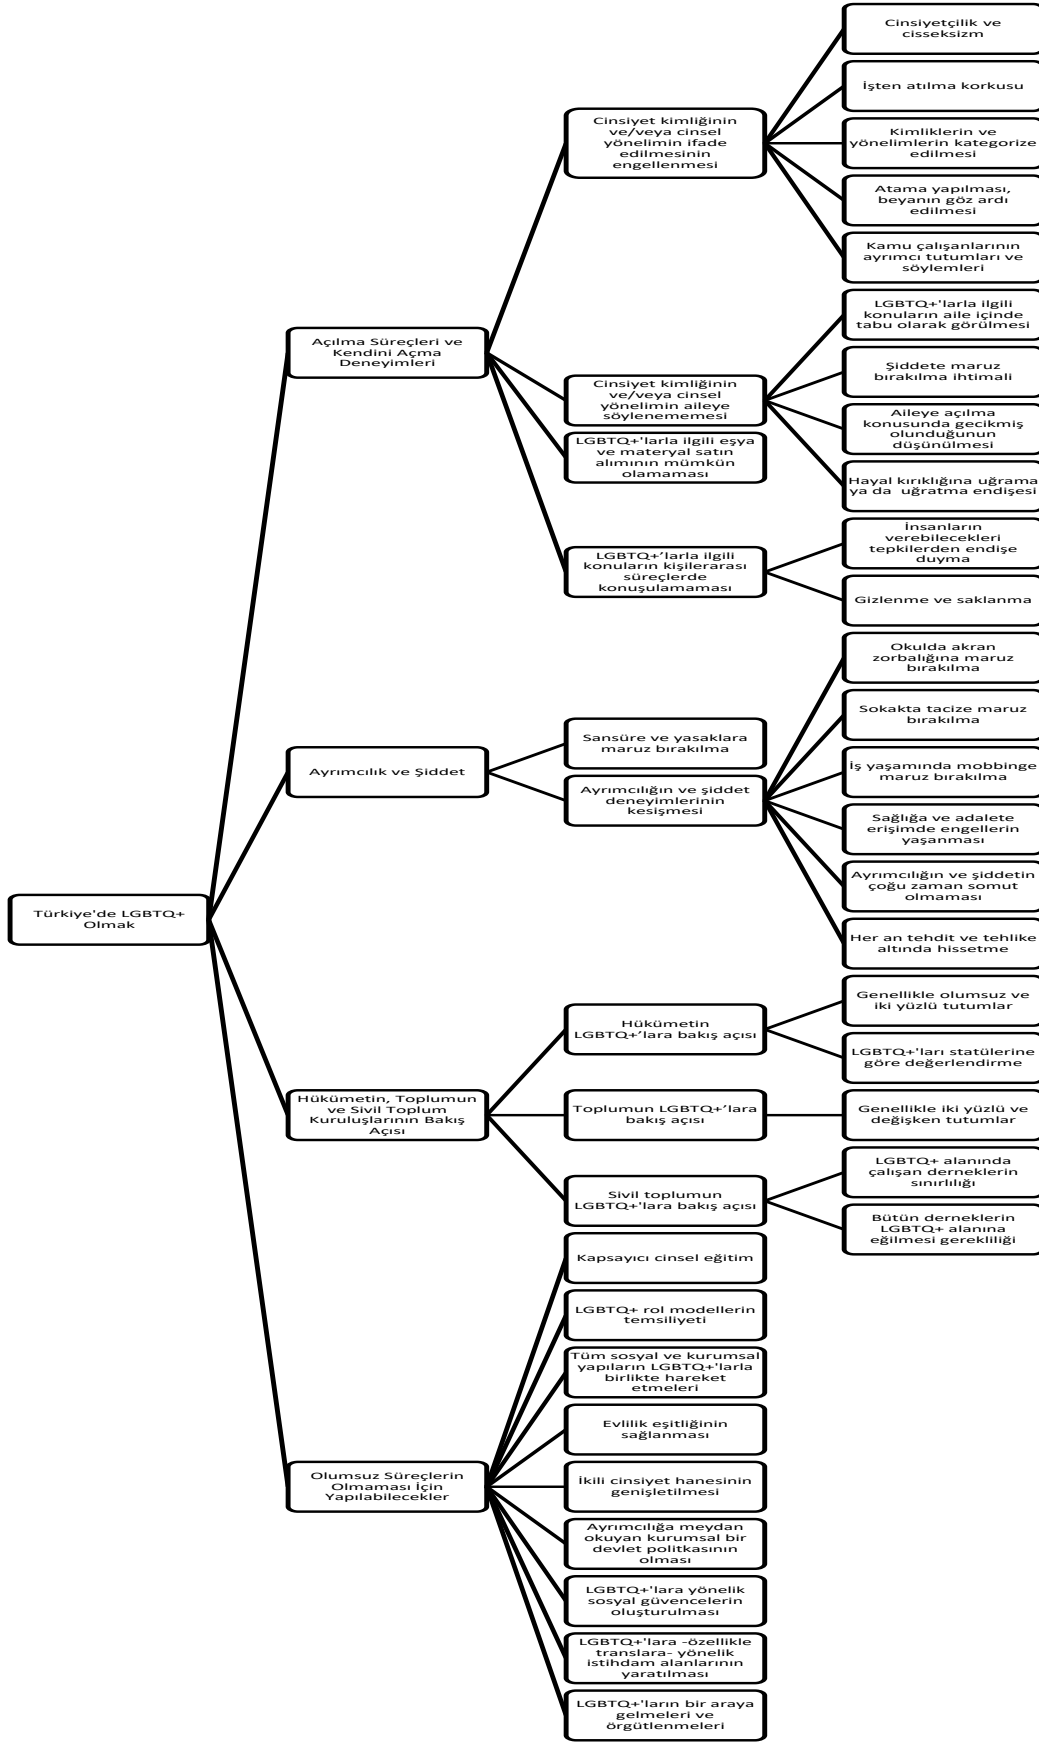 Türkiye'de LGBTQ+
Olmak
Açılma Süreçleri ve
Kendini Açma
Deneyimleri
Cinsiyet kimliğinin
ve/veya cinsel
yönelimin ifade
edilmesinin
engellenmesi
Cinsiyetçilik ve
cisseksizm
İşten atılma korkusu
Kimliklerin ve
yönelimlerin kategorize
edilmesi
Atama yapılması,
beyanın göz ardı
edilmesi
Kamu çalışanlarının
ayrımcı tutumları ve
söylemleri
Cinsiyet kimliğinin
ve/veya cinsel
yönelimin aileye
söylenememesi
LGBTQ+'larla ilgili
konuların aile içinde
tabu olarak görülmesi
Şiddete maruz
bırakılma ihtimali
Aileye açılma
konusunda gecikmiş
olunduğunun
düşünülmesi
Hayal kırıklığına uğrama
ya da uğratma endişesi
LGBTQ+'larla ilgili eşya
ve materyal satın
alımının mümkün
olamaması
LGBTQ+’larla ilgili
konuların kişilerarası
süreçlerde
konuşulamaması
İnsanların
verebilecekleri
tepkilerden endişe
duyma
Gizlenme ve saklanma
Ayrımcılık ve Şiddet
Sansüre ve yasaklara
maruz bırakılma
Ayrımcılığın ve şiddet
deneyimlerinin
kesişmesi
Okulda akran
zorbalığına maruz
bırakılma
Sokakta tacize maruz
bırakılma
İş yaşamında mobbinge
maruz bırakılma
Sağlığa ve adalete
erişimde engellerin
yaşanması
Ayrımcılığın ve şiddetin
çoğu zaman somut
olmaması
Her an tehdit ve tehlike
altında hissetme
Hükümetin, Toplumun
ve Sivil Toplum
Kuruluşlarının Bakış
Açısı
Hükümetin
LGBTQ+’lara bakış açısı
Genellikle olumsuz ve
iki yüzlü tutumlar
LGBTQ+'ları statülerine
göre değerlendirme
Toplumun LGBTQ+’lara
bakış açısı
Genellikle iki yüzlü ve
değişken tutumlar
Sivil toplumun
LGBTQ+'lara bakış açısı
LGBTQ+ alanında
çalışan derneklerin
sınırlılığı
Bütün derneklerin
LGBTQ+ alanına
eğilmesi gerekliliği
Olumsuz Süreçlerin
Olmaması İçin
Yapılabilecekler
Kapsayıcı cinsel eğitim
LGBTQ+ rol modellerin
temsiliyeti
Tüm sosyal ve kurumsal
yapıların LGBTQ+'larla
birlikte hareket
etmeleri
Evlilik eşitliğinin
sağlanması
İkili cinsiyet hanesinin
genişletilmesi
Ayrımcılığa meydan
okuyan kurumsal bir
devlet politkasının
olması
LGBTQ+'lara yönelik
sosyal güvencelerin
oluşturulması
LGBTQ+'lara -özellikle
translara- yönelik
istihdam alanlarının
yaratılması
LGBTQ+'ların bir araya
gelmeleri ve
örgütlenmeleri